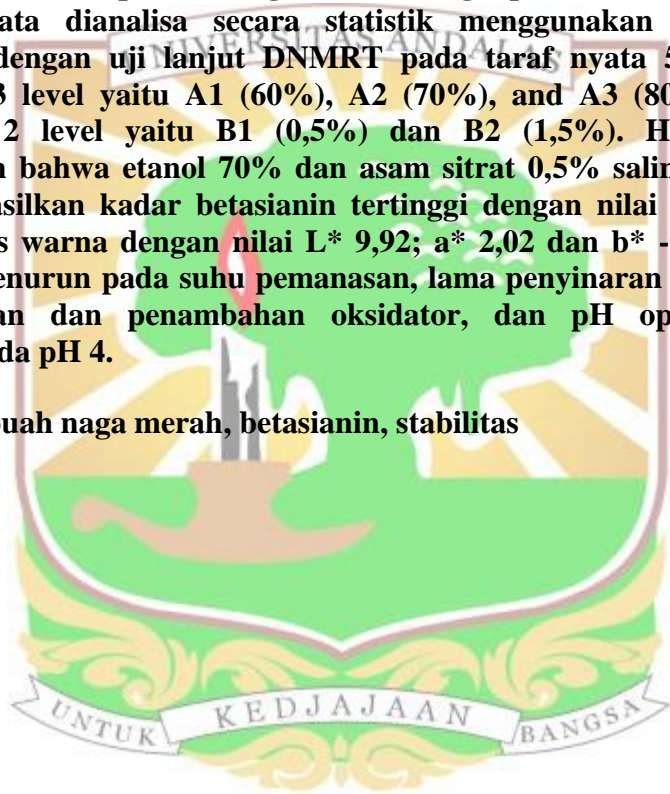 ata dianalisa secara statistik menggunakan
dengan uji lanjut DNMRT pada taraf nyata 5
3 level yaitu A1 (60%), A2 (70%), and A3 (80
2 level yaitu B1 (0,5%) dan B2 (1,5%). H
n bahwa etanol 70% dan asam sitrat 0,5% salin
asilkan kadar betasianin tertinggi dengan nilai
s warna dengan nilai L* 9,92; a* 2,02 dan b* -
nenurun pada suhu pemanasan, lama penyinaran
an dan penambahan oksidator, dan pH op
da pH 4.
buah naga merah, betasianin, stabilitas
UNIVERSITAS ANDALAS
UNTUK KEDJAJAAN BANGSA